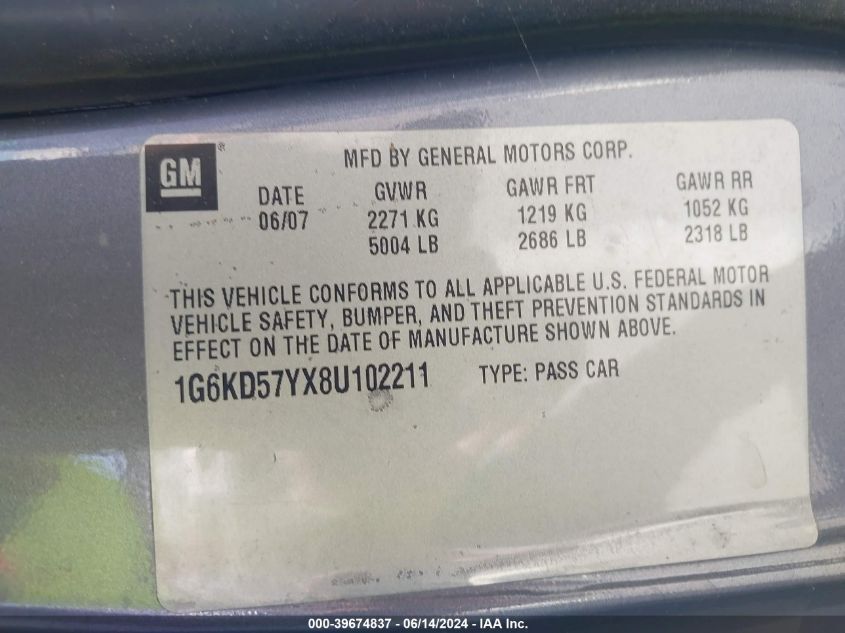 GM®
MFD BY GENERAL MOTORS CORP.
DATE GVWR GAWR FRT GAWR RR
06/07 2271 KG 1219 KG 1052 KG
5004 LB 2686 LB 2318 LB
THIS VEHICLE CONFORMS TO ALL APPLICABLE U.S. FEDERAL MOTOR
VEHICLE SAFETY, BUMPER, AND THEFT PREVENTION STANDARDS IN
EFFECT ON THE DATE OF MANUFACTURE SHOWN ABOVE.
1G6KD57YX8U102211 TYPE: PASS CAR
000-39674837 - 06/14/2024 - IAA Inc.